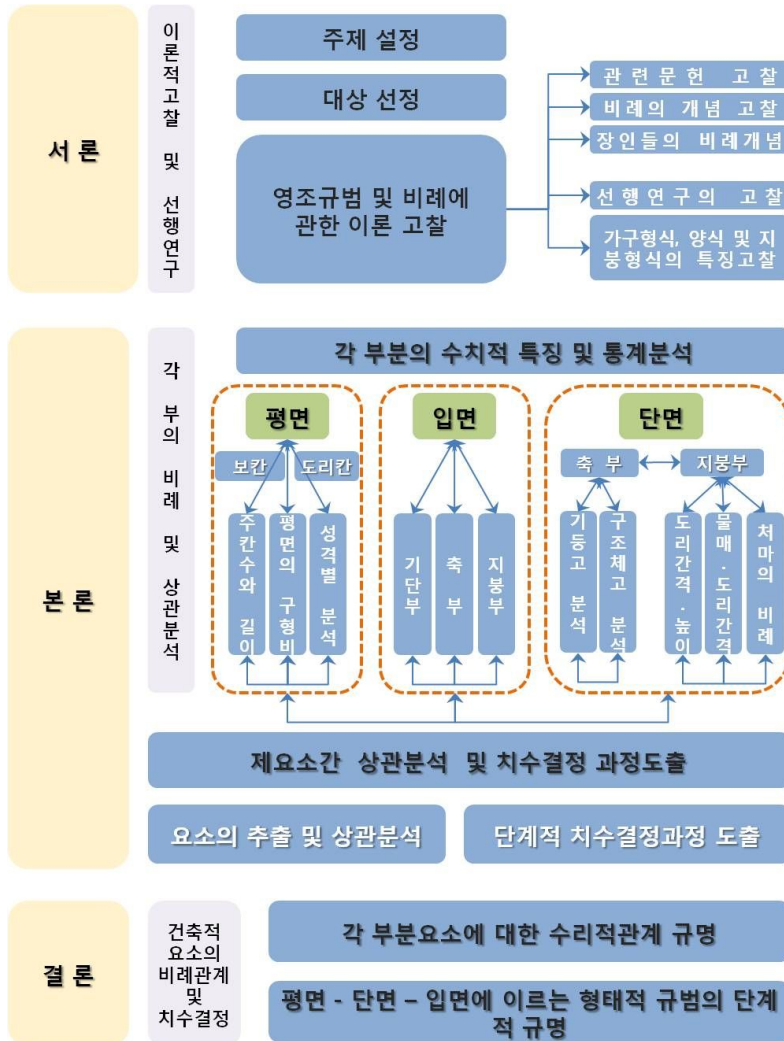 서 론
이론적고찰 및 선행연구
주제 설정
대상 선정
영조규범 및 비례에
관한 이론 고찰
관련문헌 고찰
비례의 개념 고찰
장인들의 비례개념
선행연구의 고찰
가구형식, 양식 및 지
붕형식의 특징고찰
본 론
각 부의 비례 및 상관분석
각 부분의 수치적 특징 및 통계분석
평면
보칸
도리칸
주칸수와 길이
평면의 구형비
성격별 분석
입면
기단부
축 부
지붕부
단면
축 부
지붕부
기둥고 분석
구조체고 분석
도리간격·높이
물매·도리간격
처마의 비례
제요소간 상관분석 및 치수결정 과정도출
요소의 추출 및 상관분석
단계적 치수결정과정 도출
결 론
건축적
요소의
비례관계
및
치수결정
각 부분요소에 대한 수리적관계 규명
평면 - 단면 – 입면에 이르는 형태적 규범의 단계
적 규명